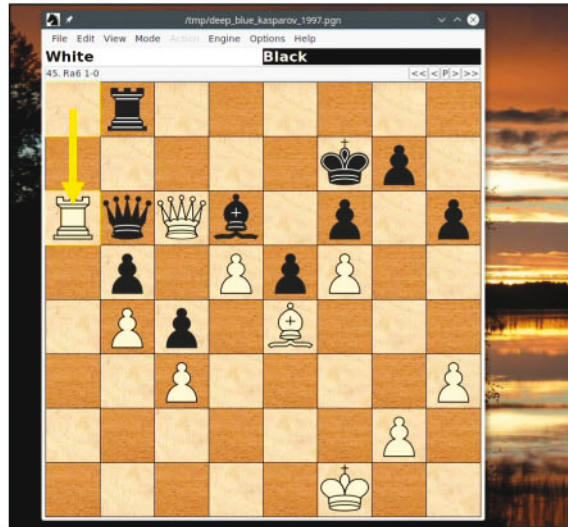 /tmp/deep_blue_kasparov_1997.pgn
File Edit View Mode Action Engine Options Help
White Black
45. Ra6 1-0 << < P > >>